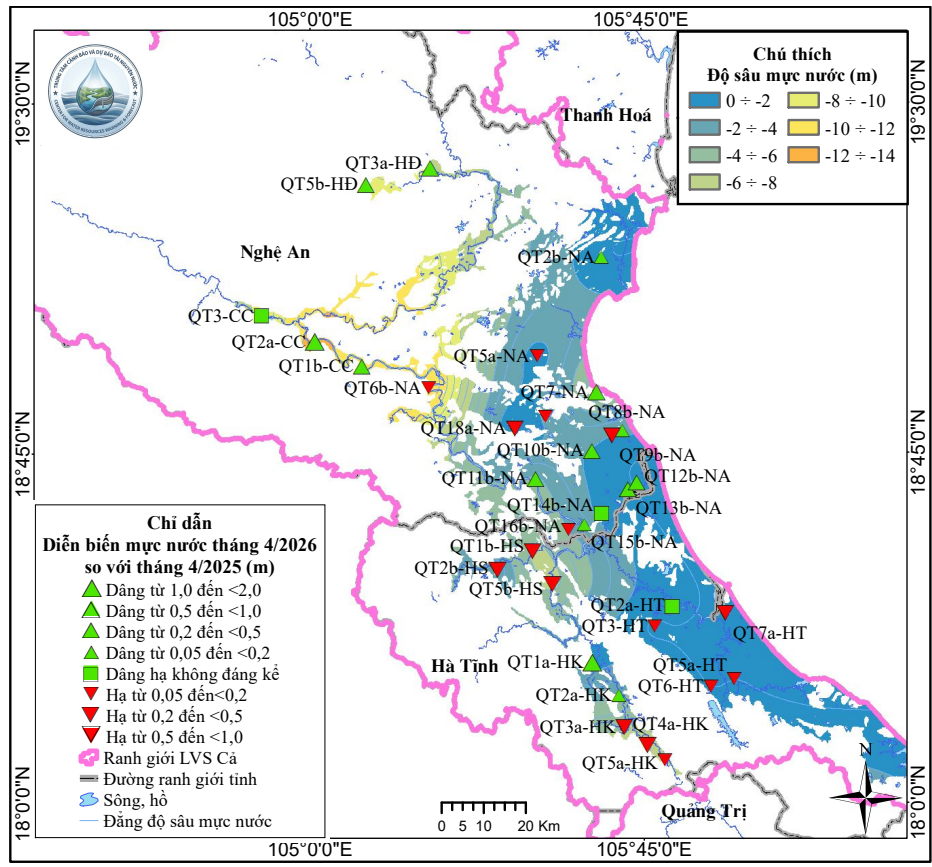 105°0'0"E
105°45'0"E
TRUNG TÂM CẢNH BÁO VÀ DỰ BÁO TÀI NGUYÊN NƯỚC
Chú thích
Độ sâu mực nước (m)
0 ÷ -2
-8 ÷ -10
-2 ÷ -4
-10 ÷ -12
-4 ÷ -6
-12 ÷ -14
-6 ÷ -8
19°30'0"N
19°30'0"N
Thanh Hoá
QT3a-HĐ
QT5b-HĐ
Nghệ An
QT2b-NA
QT3-CC
QT2a-CC
QT1b-CC
QT5a-NA
QT6b-NA
QT7-NA
QT8b-NA
QT18a-NA
QT10b-NA
QT9b-NA
18°45'0"N
18°45'0"N
QT11b-NA
QT12b-NA
QT14b-NA
QT13b-NA
QT16b-NA
QT15b-NA
QT1b-HS
QT2b-HS
QT5b-HS
QT2a-HT
QT3-HT
QT7a-HT
Hà Tĩnh
QT1a-HK
QT5a-HT
QT6-HT
QT2a-HK
QT3a-HK
QT4a-HK
QT5a-HK
Quảng Trị
Chỉ dẫn
Diễn biến mực nước tháng 4/2026
so với tháng 4/2025 (m)
Dâng từ 1,0 đến <2,0
Dâng từ 0,5 đến <1,0
Dâng từ 0,2 đến <0,5
Dâng từ 0,05 đến <0,2
Dâng hạ không đáng kể
Hạ từ 0,05 đến<0,2
Hạ từ 0,2 đến <0,5
Hạ từ 0,5 đến <1,0
Ranh giới LVS Cả
Đường ranh giới tỉnh
Sông, hồ
Đẳng độ sâu mực nước
N
0 5 10 20 Km
18°0'0"N
18°0'0"N
105°0'0"E
105°45'0"E